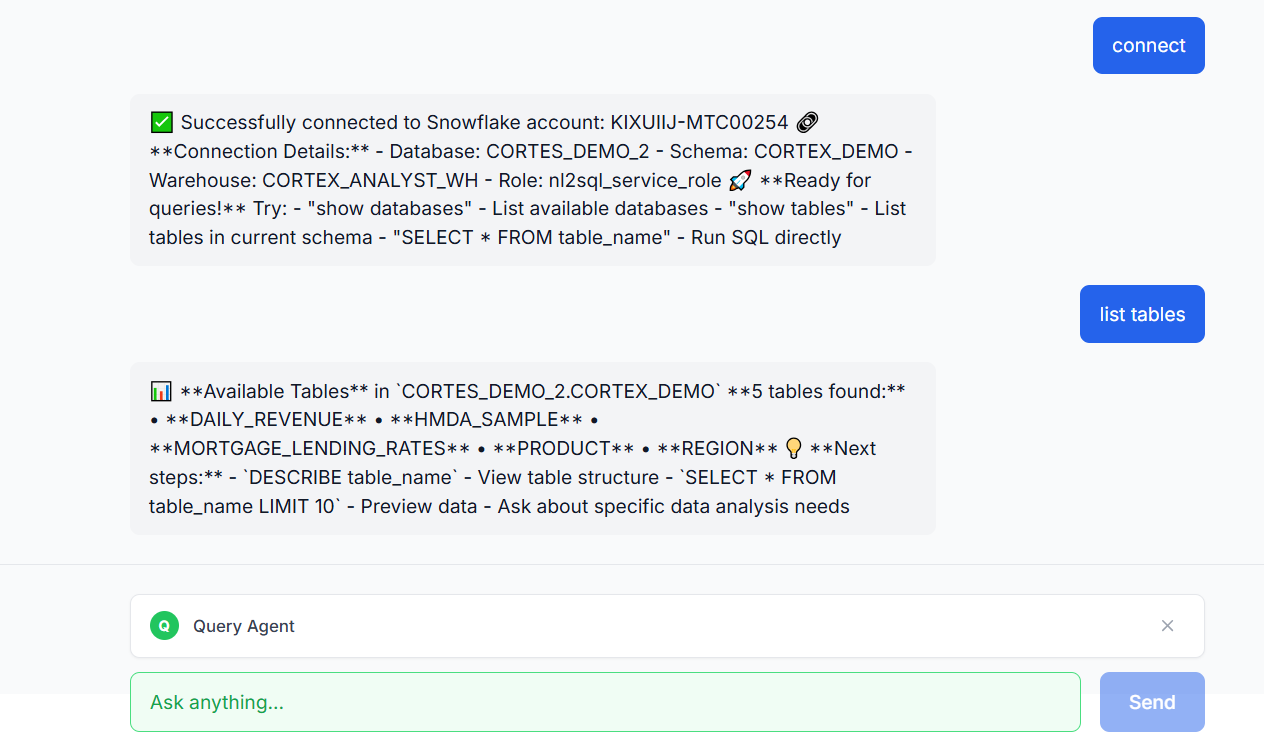 connect
✅ Successfully connected to Snowflake account: KIXUIIJ-MTC00254 🔗
**Connection Details:** - Database: CORTES_DEMO_2 - Schema: CORTEX_DEMO -
Warehouse: CORTEX_ANALYST_WH - Role: nl2sql_service_role 🚀 **Ready for
queries!** Try: - "show databases" - List available databases - "show tables" - List
tables in current schema - "SELECT * FROM table_name" - Run SQL directly
list tables
📊 **Available Tables** in `CORTES_DEMO_2.CORTEX_DEMO` **5 tables found:**
• **DAILY_REVENUE** • **HMDA_SAMPLE** •
**MORTGAGE_LENDING_RATES** • **PRODUCT** • **REGION** 💡 **Next
steps:** - `DESCRIBE table_name` - View table structure - `SELECT * FROM
table_name LIMIT 10` - Preview data - Ask about specific data analysis needs
Q Query Agent
Ask anything...
Send